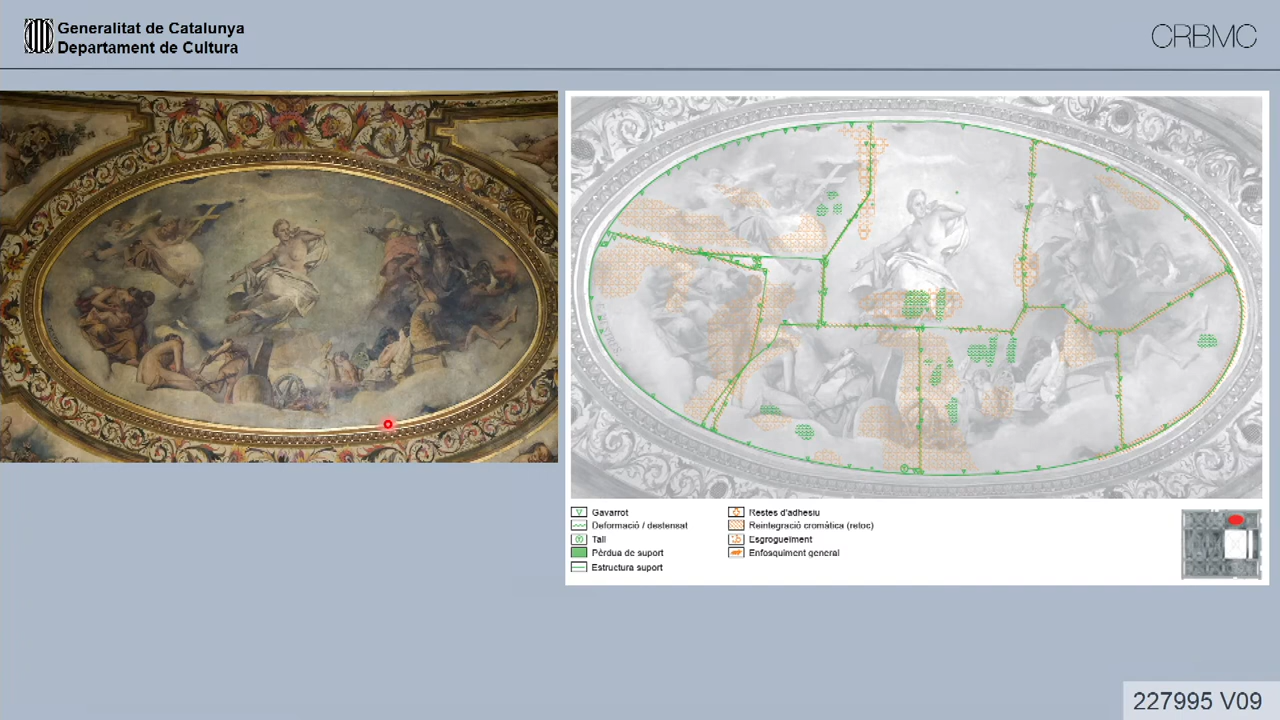 Generalitat de Catalunya
Departament de Cultura
CRBMC
Gavarrot
Deformació / destensat
Tall
Pèrdua de suport
Estructura suport
Restes d'adhesiu
Reintegració cromàtica (retoc)
Esgrogueïment
Enfosquiment general
227995 V09